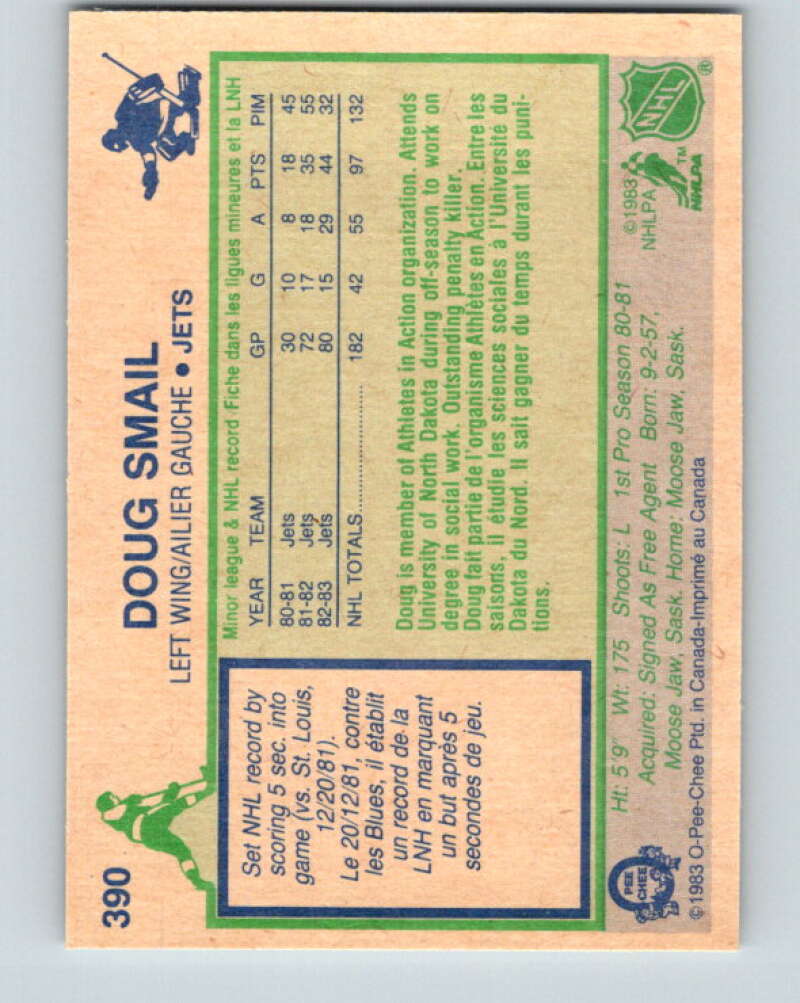 390
DOUG SMAIL
LEFT WING/AILIER GAUCHE • JETS
Set NHL record by
scoring 5 sec. into
game (vs. St. Louis,
12/20/81).
Le 20/12/81, contre
les Blues, il établit
un record de la
LNH en marquant
un but après 5
secondes de jeu.
Minor league & NHL record/Fiche dans les ligues mineures et la LNH
YEAR TEAM GP G A PTS PIM
80-81 Jets 30 10 8 18 45
81-82 Jets 72 17 18 35 55
82-83 Jets 80 15 29 44 32
NHL TOTALS 182 42 55 97 132
Doug is member of Athletes in Action organization. Attends
University of North Dakota during off-season to work on
degree in social work. Outstanding penalty killer.
Doug fait partie de l'organisme Athlètes en Action. Entre les
saisons, il étudie les sciences sociales à l'Université du
Dakota du Nord. Il sait gagner du temps durant les puni-
tions.
Ht: 5'9" Wt: 175 Shoots: L 1st Pro Season 80-81
Acquired: Signed As Free Agent Born: 9-2-57,
Moose Jaw, Sask. Home: Moose Jaw, Sask.
©1983 O-Pee-Chee Ptd. in Canada-Imprimé au Canada
O PEE CHEE
©1983
NHLPA
NHLPA
TM
NHL
®